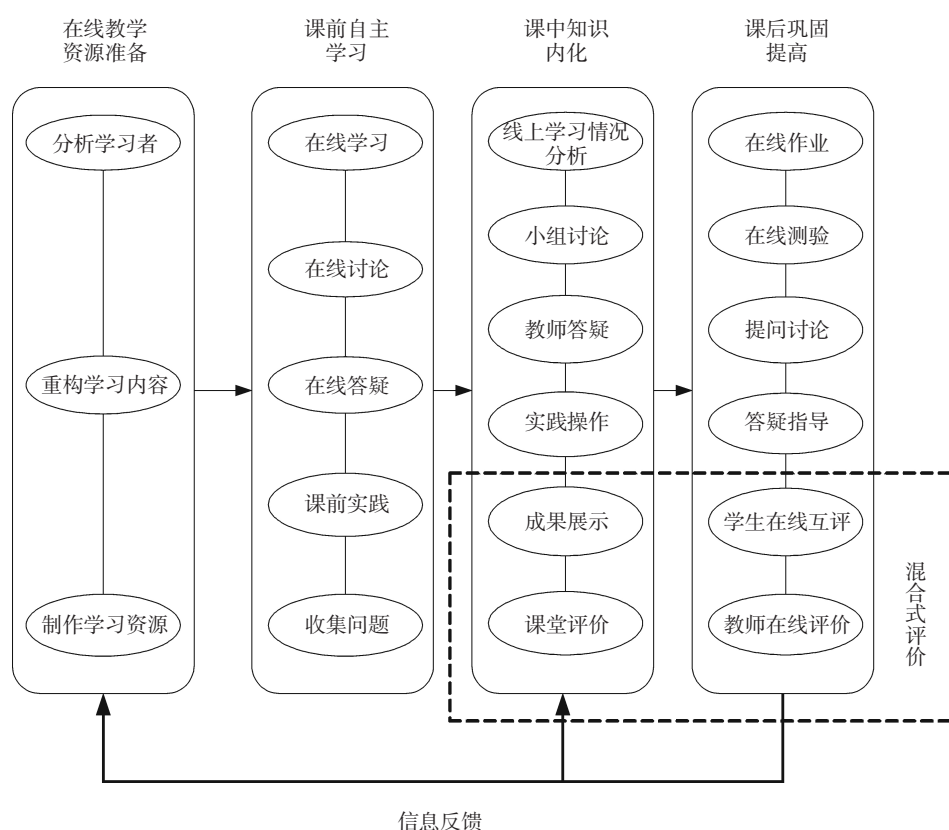 在线教学
资源准备
分析学习者
重构学习内容
制作学习资源
课前自主
学习
在线学习
在线讨论
在线答疑
课前实践
收集问题
课中知识
内化
线上学习情况
分析
小组讨论
教师答疑
实践操作
成果展示
课堂评价
课后巩固
提高
在线作业
在线测验
提问讨论
答疑指导
学生在线互评
教师在线评价
混合式评价
信息反馈